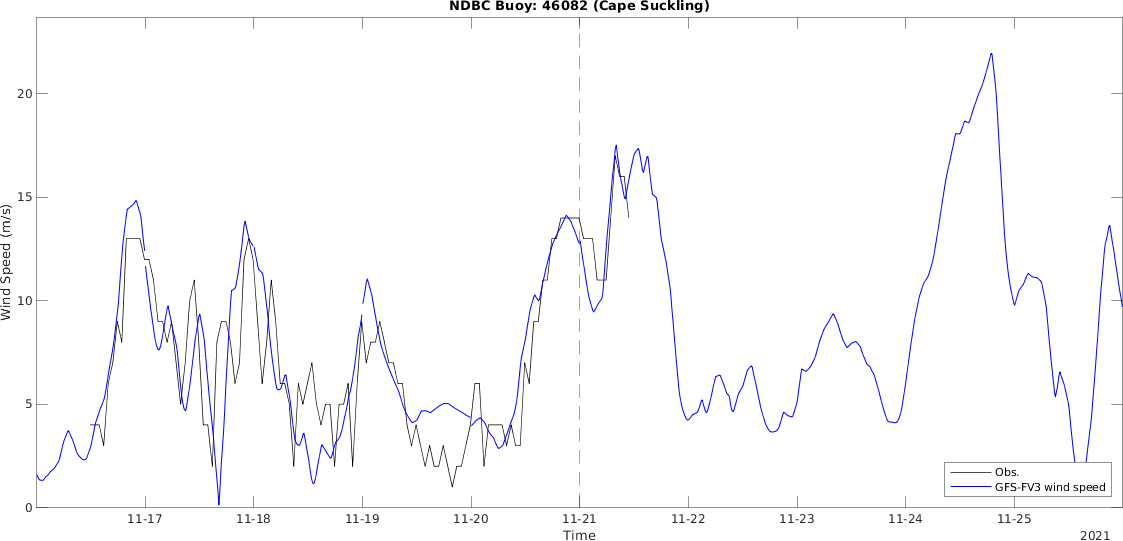 NDBC Buoy: 46082 (Cape Suckling)
Wind Speed (m/s)
20
15
10
5
0
Obs.
GFS-FV3 wind speed
11-17 11-18 11-19 11-20 11-21 11-22 11-23 11-24 11-25
Time
2021